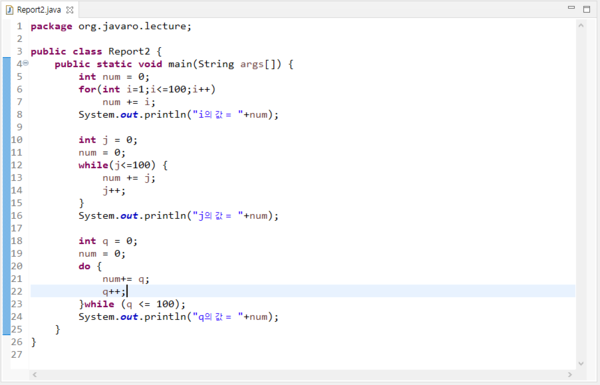 Report2.java
1 package org.javaro.lecture;
2
3 public class Report2 {
4 public static void main(String args[]) {
5 int num = 0;
6 for(int i=1;i<=100;i++)
7 num += i;
8 System.out.println("i의 값 = "+num);
9
10 int j = 0;
11 num = 0;
12 while(j<=100) {
13 num += j;
14 j++;
15 }
16 System.out.println("j의 값 = "+num);
17
18 int q = 0;
19 num = 0;
20 do {
21 num+= q;
22 q++;
23 }while (q <= 100);
24 System.out.println("q의 값 = "+num);
25 }
26 }
27